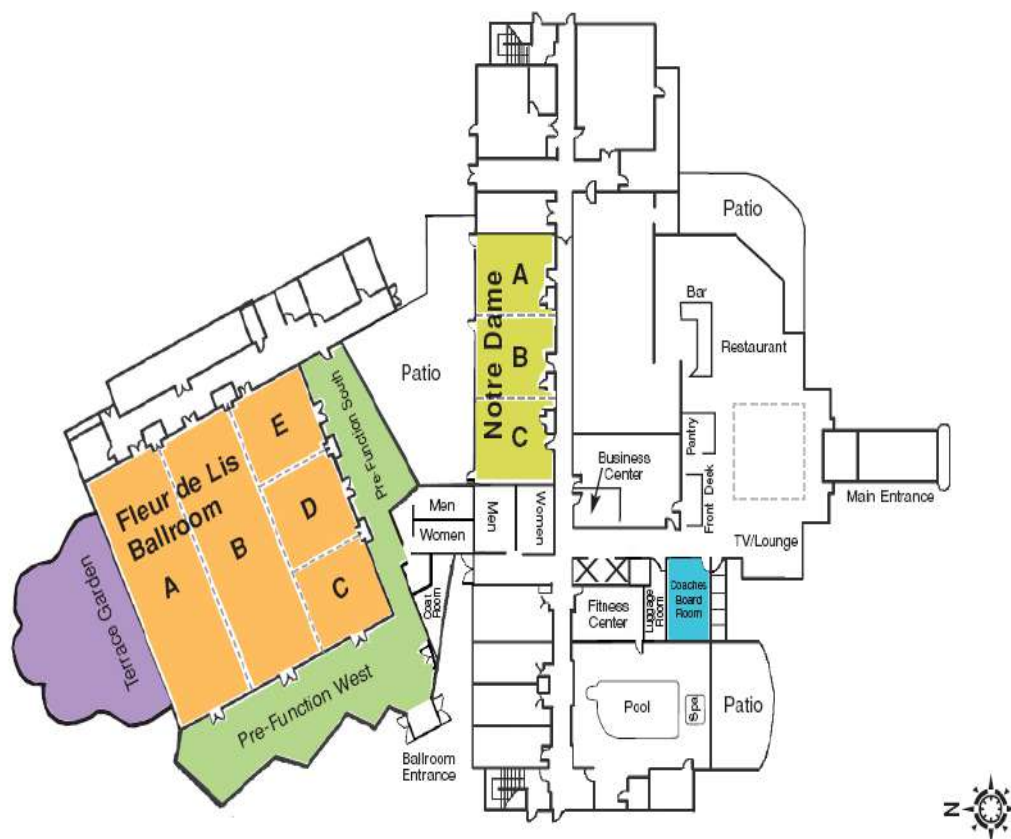 Patio
A
Notre Dame
B
C
Bar
Restaurant
Patio
Pantry
Business
Center
Front Desk
Main Entrance
TV/Lounge
Pre-Function South
E
Fleur de Lis
Ballroom
D
B
A
C
Men
Women
Men
Women
Coat
Room
Terrace Garden
Pre-Function West
Ballroom
Entrance
Fitness
Center
Luggage
Room
Coaches
Board
Room
Pool
Spa
Patio
N